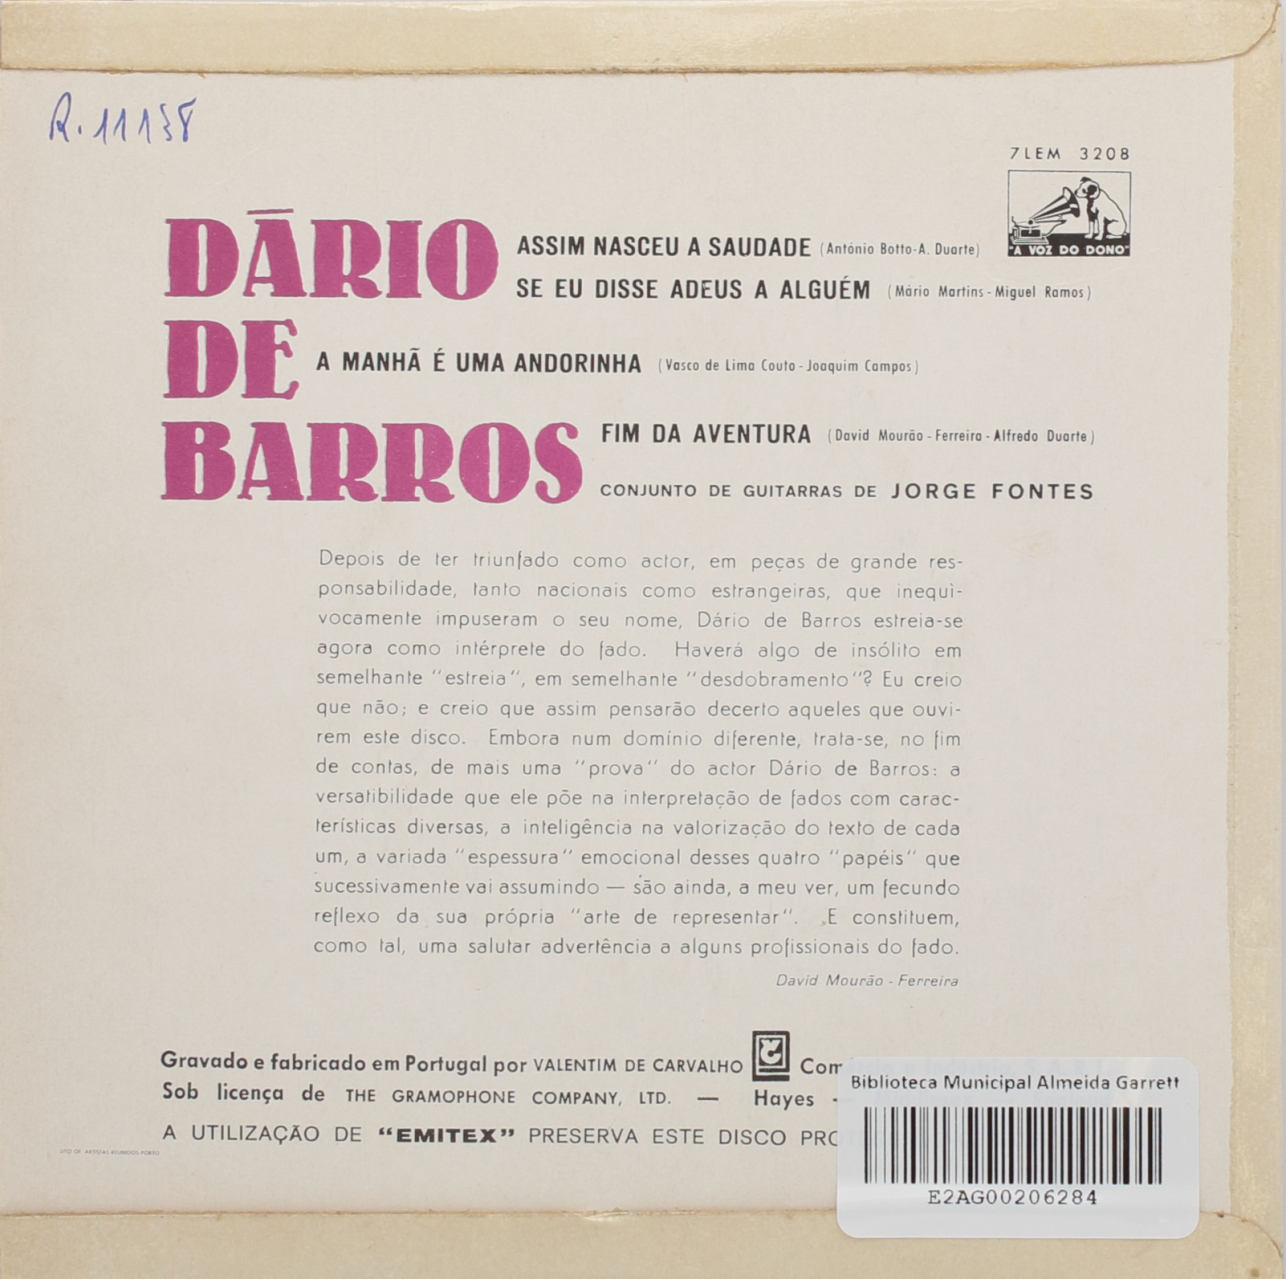 R.11138
7LEM 3208
"A VOZ DO DONO"
DÁRIO
DE
BARROS
ASSIM NASCEU A SAUDADE (António Botto-A. Duarte)
SE EU DISSE ADEUS A ALGUÉM (Mário Martins-Miguel Ramos)
A MANHÃ É UMA ANDORINHA (Vasco de Lima Couto-Joaquim Campos)
FIM DA AVENTURA (David Mourão-Ferreira-Alfredo Duarte)
CONJUNTO DE GUITARRAS DE JORGE FONTES
Depois de ter triunfado como actor, em peças de grande res-
ponsabilidade, tanto nacionais como estrangeiras, que inequi-
vocamente impuseram o seu nome, Dário de Barros estreia-se
agora como intérprete do fado. Haverá algo de insólito em
semelhante "estreia", em semelhante "desdobramento"? Eu creio
que não; e creio que assim pensarão decerto aqueles que ouvi-
rem este disco. Embora num domínio diferente, trata-se, no fim
de contas, de mais uma "prova" do actor Dário de Barros: a
versatibilidade que ele põe na interpretação de fados com carac-
terísticas diversas, a inteligência na valorização do texto de cada
um, a variada "espessura" emocional desses quatro "papéis" que
sucessivamente vai assumindo — são ainda, a meu ver, um fecundo
reflexo da sua própria "arte de representar". E constituem,
como tal, uma salutar advertência a alguns profissionais do fado.
David Mourão-Ferreira
Gravado e fabricado em Portugal por VALENTIM DE CARVALHO
Sob licença de THE GRAMOPHONE COMPANY, LTD. — Hayes -
A UTILIZAÇÃO DE "EMITEX" PRESERVA ESTE DISCO
LITO DE ARTISTAS REUNIDOS-PORTO
Biblioteca Municipal Almeida Garrett
E2AG00206284